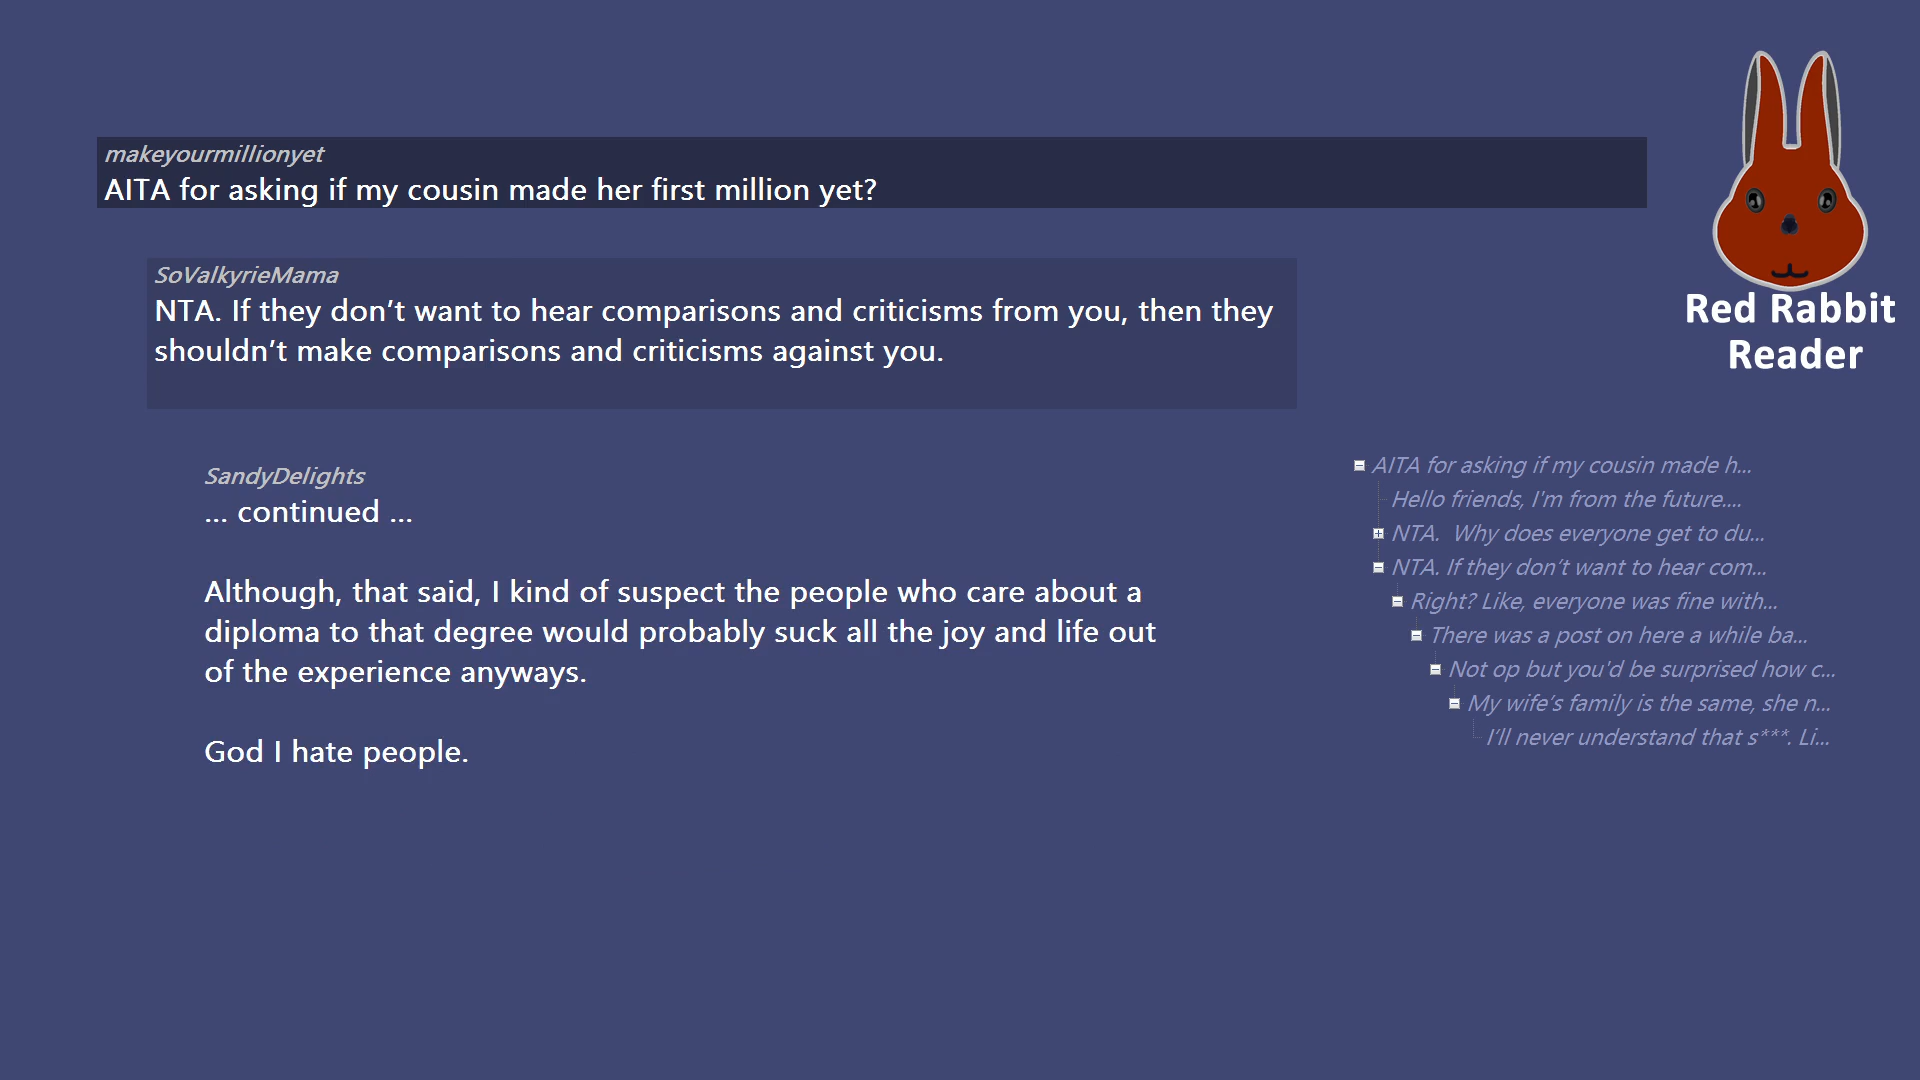 makeyourmillionyet
AITA for asking if my cousin made her first million yet?
SoValkyrieMama
NTA. If they don’t want to hear comparisons and criticisms from you, then they
shouldn’t make comparisons and criticisms against you.
SandyDelights
... continued ...
Although, that said, I kind of suspect the people who care about a
diploma to that degree would probably suck all the joy and life out
of the experience anyways.
God I hate people.
Red Rabbit
Reader
AITA for asking if my cousin made h...
Hello friends, I'm from the future....
NTA.  Why does everyone get to du...
NTA. If they don’t want to hear com...
Right? Like, everyone was fine with...
There was a post on here a while ba...
Not op but you'd be surprised how c...
My wife’s family is the same, she n...
I’ll never understand that s***. Li...